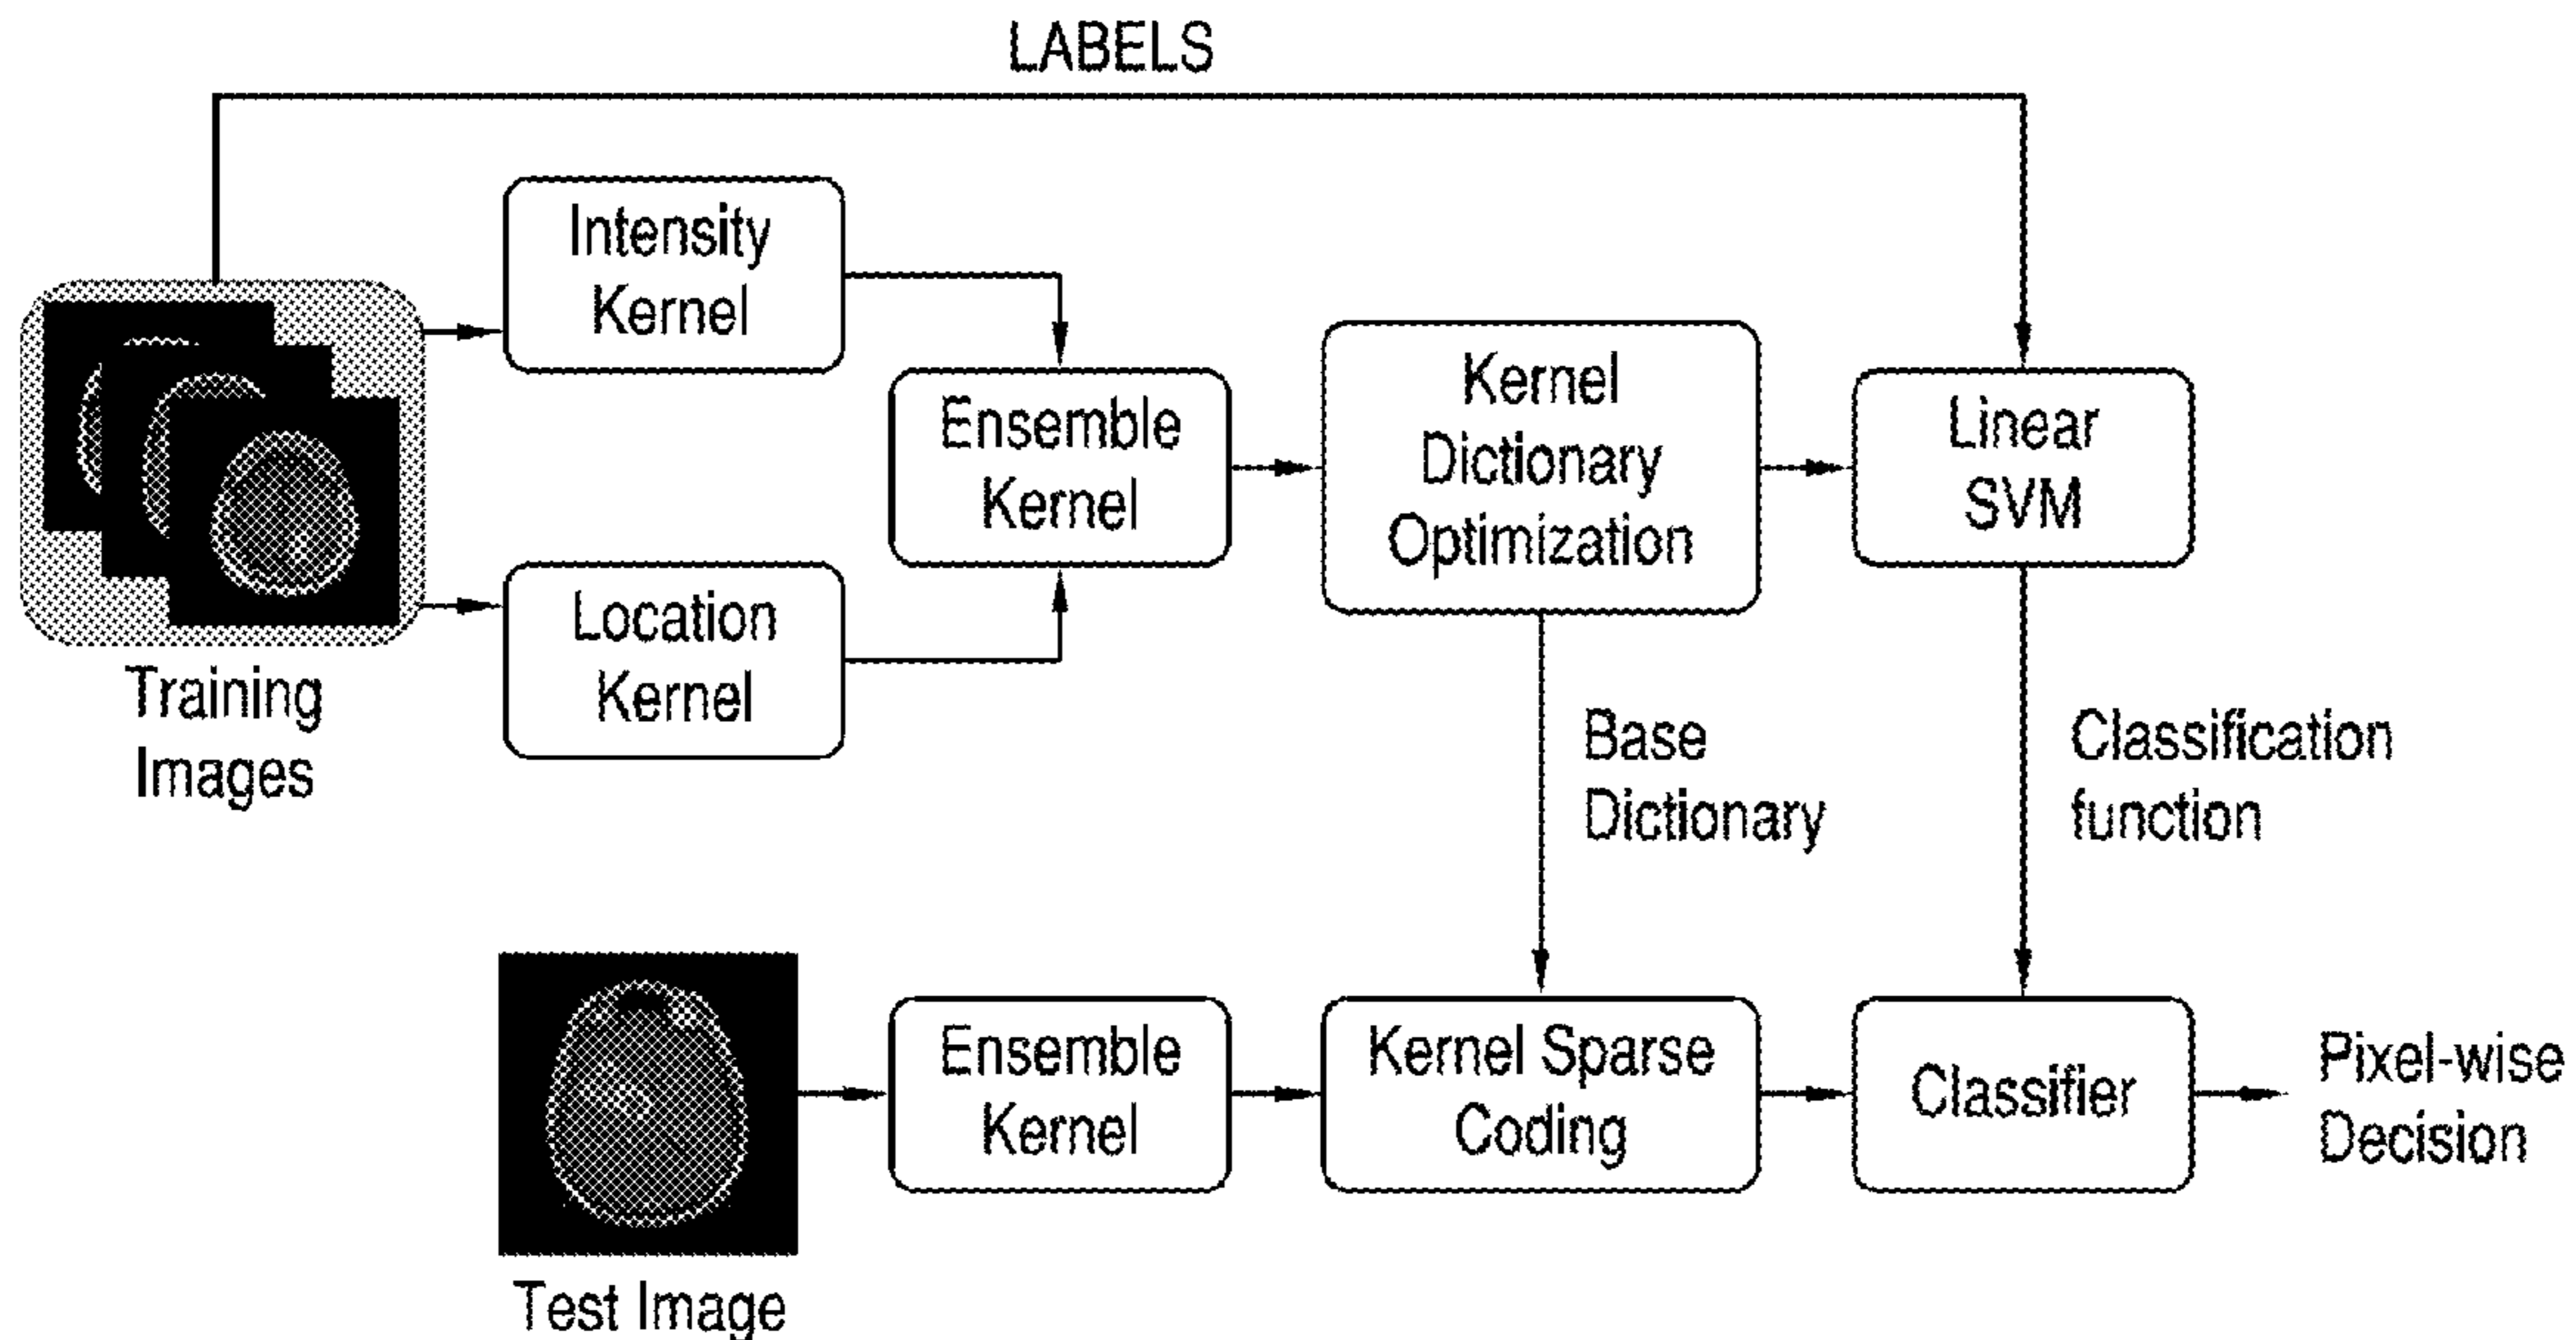 LABELS
Intensity
Kernel
Ensemble
Kernel
Kernel
Dictionary
Optimization
Linear
SVM
Location
Kernel
Training
Images
Base
Dictionary
Classification
function
Ensemble
Kernel
Kernel Sparse
Coding
Classifier
Pixel-wise
Decision
Test Image